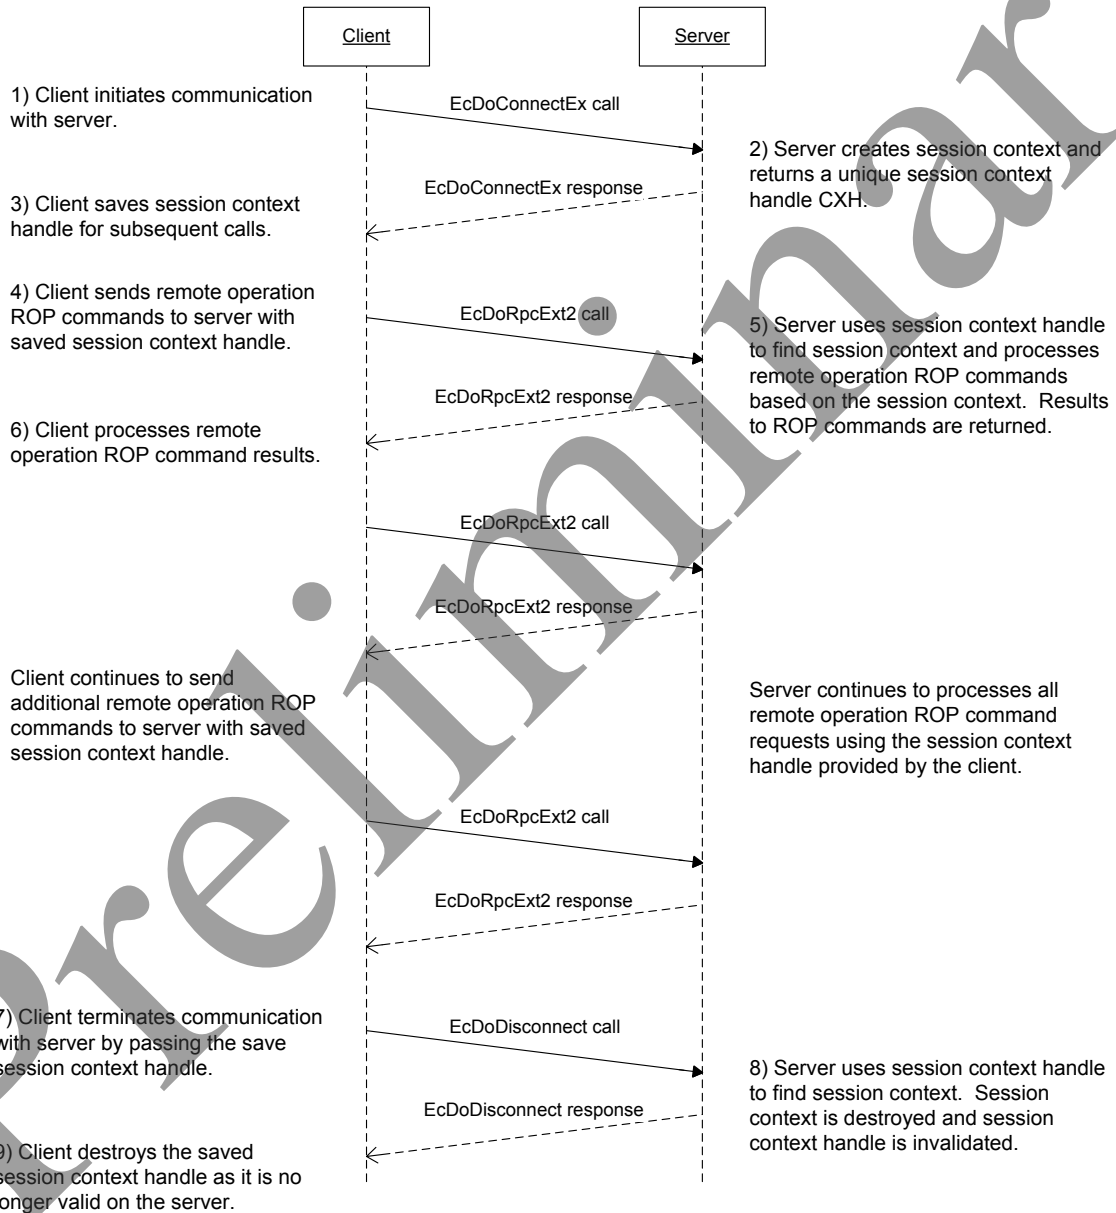 Client
Server
1) Client initiates communication
with server.
EcDoConnectEx call
2) Server creates session context and
returns a unique session context
handle CXH.
EcDoConnectEx response
3) Client saves session context
handle for subsequent calls.
4) Client sends remote operation
ROP commands to server with
saved session context handle.
EcDoRpcExt2 call
5) Server uses session context handle
to find session context and processes
remote operation ROP commands
based on the session context.  Results
to ROP commands are returned.
EcDoRpcExt2 response
6) Client processes remote
operation ROP command results.
EcDoRpcExt2 call
EcDoRpcExt2 response
Client continues to send
additional remote operation ROP
commands to server with saved
session context handle.
Server continues to processes all
remote operation ROP command
requests using the session context
handle provided by the client.
EcDoRpcExt2 call
EcDoRpcExt2 response
7) Client terminates communication
with server by passing the save
session context handle.
EcDoDisconnect call
8) Server uses session context handle
to find session context.  Session
context is destroyed and session
context handle is invalidated.
EcDoDisconnect response
9) Client destroys the saved
session context handle as it is no
longer valid on the server.
Preliminar